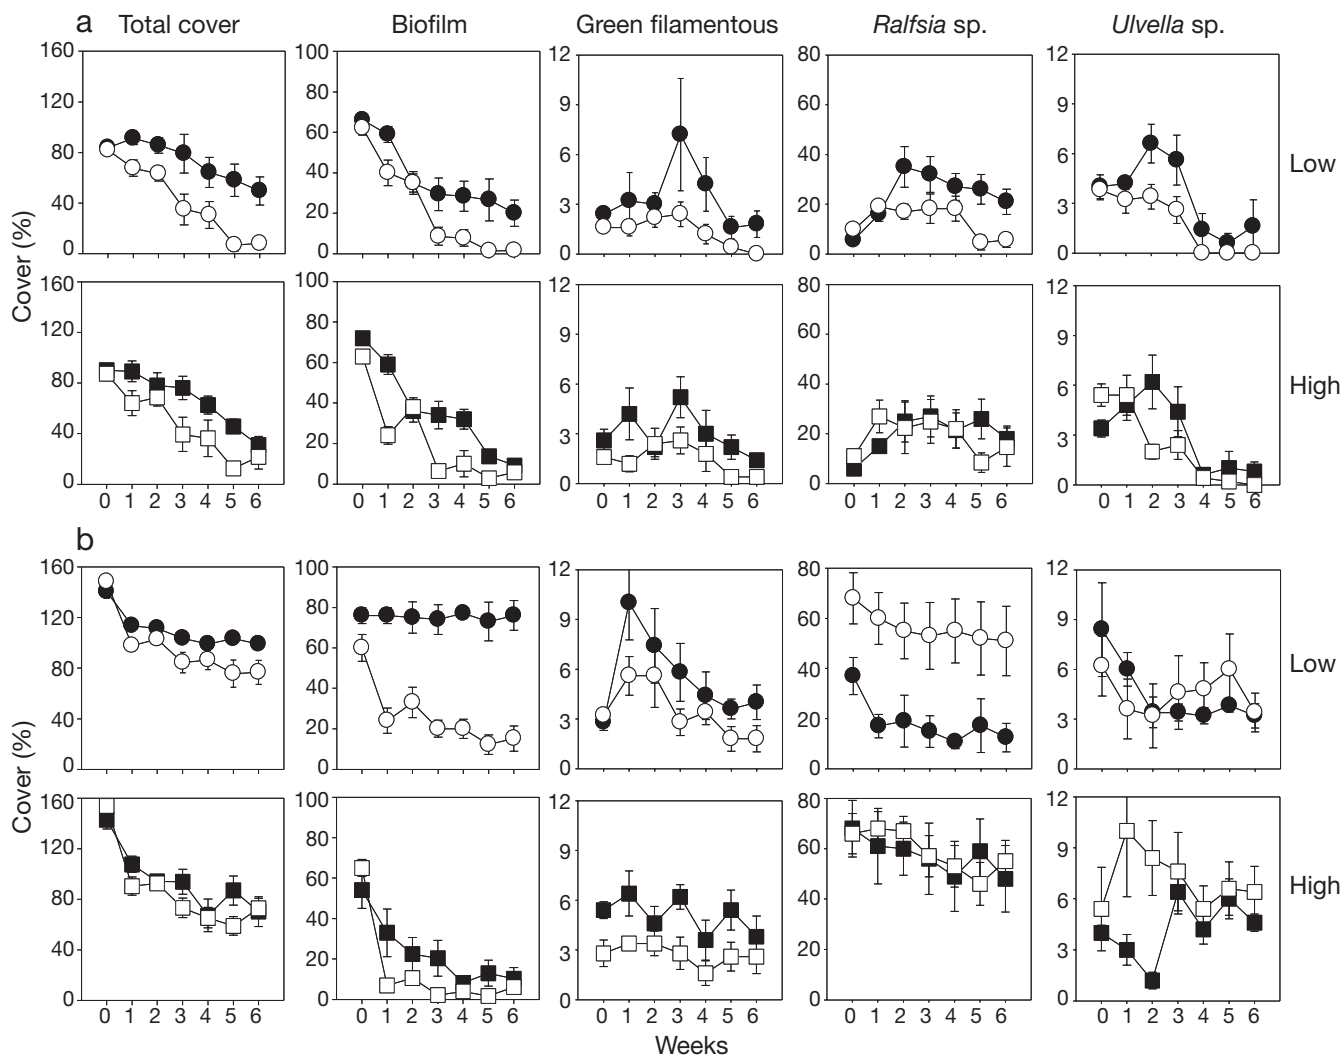 a Total cover Biofilm Green filamentous Ralfsia sp. Ulvella sp.
160 100 12 80 12
120 80 9 60 9
80 60 6 40 6 Low
40 40 3 20 3
0 20 0 0 0
0
160 100 12 80 12
120 80 9 60 9
80 60 6 40 6 High
40 40 3 20 3
0 20 0 0 0
0
Cover (%)
0 1 2 3 4 5 6 0 1 2 3 4 5 6 0 1 2 3 4 5 6 0 1 2 3 4 5 6 0 1 2 3 4 5 6
b
160 100 12 80 12
120 80 9 60 9
80 60 6 40 6 Low
40 40 3 20 3
0 20 0 0 0
0
160 100 12 80 12
120 80 9 60 9
80 60 6 40 6 High
40 40 3 20 3
0 20 0 0 0
0
Cover (%)
0 1 2 3 4 5 6 0 1 2 3 4 5 6 0 1 2 3 4 5 6 0 1 2 3 4 5 6 0 1 2 3 4 5 6
Weeks